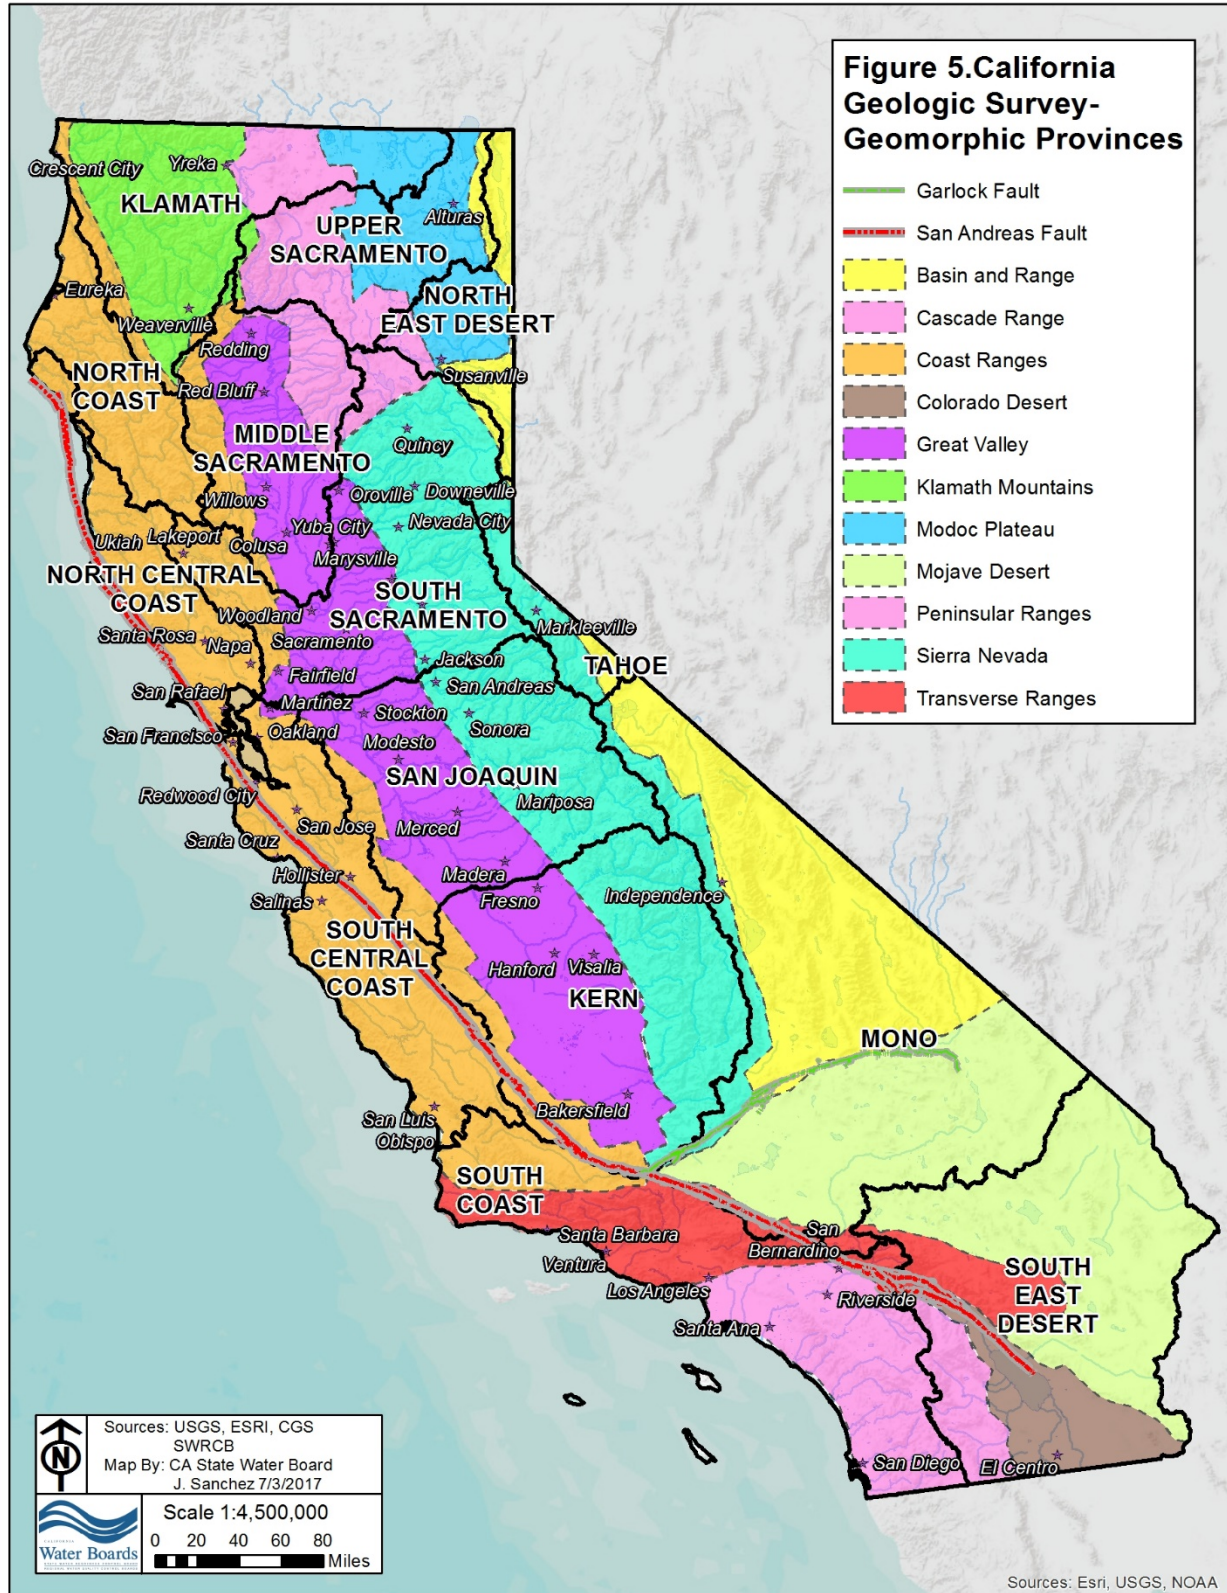 Figure 5.California
Geologic Survey-
Geomorphic Provinces
Garlock Fault
San Andreas Fault
Basin and Range
Cascade Range
Coast Ranges
Colorado Desert
Great Valley
Klamath Mountains
Modoc Plateau
Mojave Desert
Peninsular Ranges
Sierra Nevada
Transverse Ranges
Crescent City
Yreka
KLAMATH
UPPER
SACRAMENTO
Alturas
Eureka
Weaverville
NORTH
EAST DESERT
Redding
NORTH
COAST
Red Bluff
Susanville
MIDDLE
SACRAMENTO
Quincy
Willows
Oroville
Downeville
Yuba City
Nevada City
Ukiah
Lakeport
Colusa
Marysville
NORTH CENTRAL
COAST
SOUTH
SACRAMENTO
Woodland
Markleeville
Santa Rosa
Napa
Sacramento
Jackson
TAHOE
Fairfield
San Andreas
San Rafael
Martinez
Stockton
Sonora
San Francisco
Oakland
Modesto
SAN JOAQUIN
Redwood City
Mariposa
Santa Cruz
San Jose
Merced
Hollister
Madera
Salinas
Fresno
Independence
SOUTH
CENTRAL
COAST
Hanford
Visalia
KERN
MONO
San Luis
Obispo
Bakersfield
SOUTH
COAST
Santa Barbara
San
Bernardino
Ventura
Los Angeles
Riverside
SOUTH
EAST
DESERT
Santa Ana
San Diego
El Centro
N
Sources: USGS, ESRI, CGS
SWRCB
Map By: CA State Water Board
J. Sanchez 7/3/2017
CALIFORNIA
Water Boards
Scale 1:4,500,000
0 20 40 60 80
Miles
Sources: Esri, USGS, NOAA